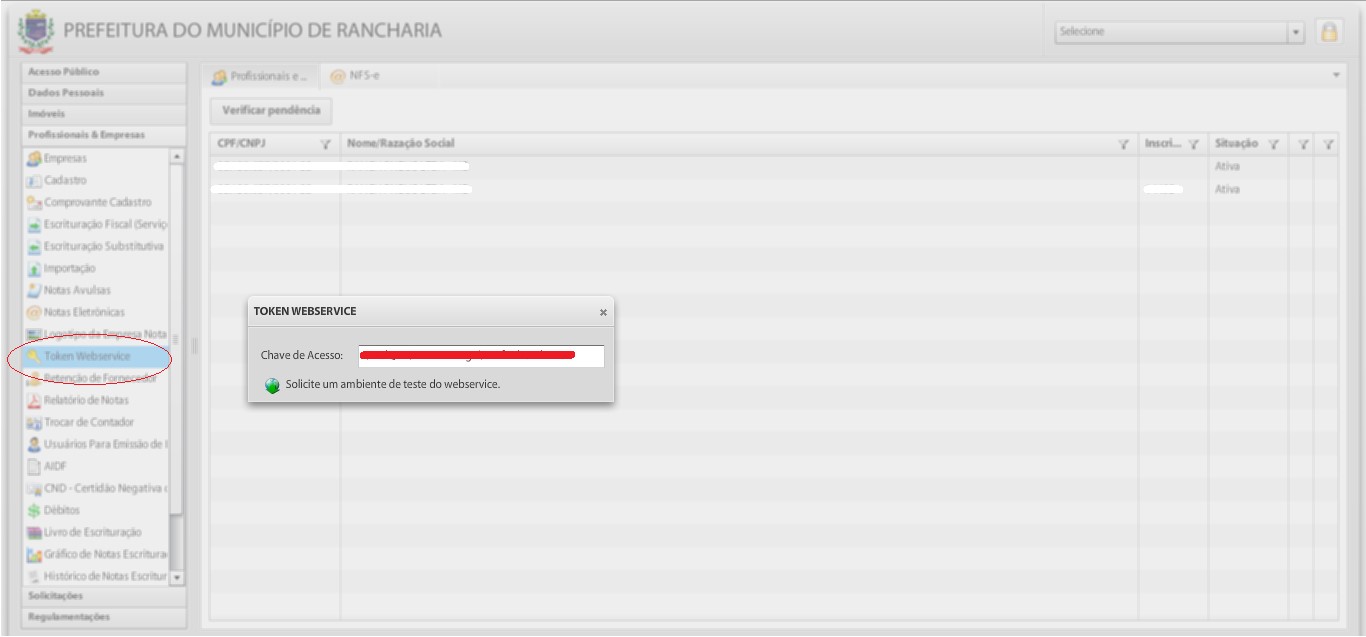 PREFEITURA DO MUNICÍPIO DE RANCHARIA
Selecione
Acesso Público
Dados Pessoais
Imóveis
Profissionais & Empresas
Empresas
Cadastro
Comprovante Cadastro
Escrituração Fiscal (Serviç
Escrituração Substitutiva
Importação
Notas Avulsas
Notas Eletrônicas
Logotipo da Empresa Nota
Token Webservice
Retenção de Fornecedor
Relatório de Notas
Trocar de Contador
Usuários Para Emissão de I
AIDF
CND - Certidão Negativa d
Débitos
Livro de Escrituração
Gráfico de Notas Escritura
Histórico de Notas Escritur
Solicitações
Regulamentações
Profissionais e ...
NFS-e
Verificar pendência
CPF/CNPJ Nome/Razação Social Inscri... Situação
Ativa
Ativa
TOKEN WEBSERVICE
Chave de Acesso:
Solicite um ambiente de teste do webservice.